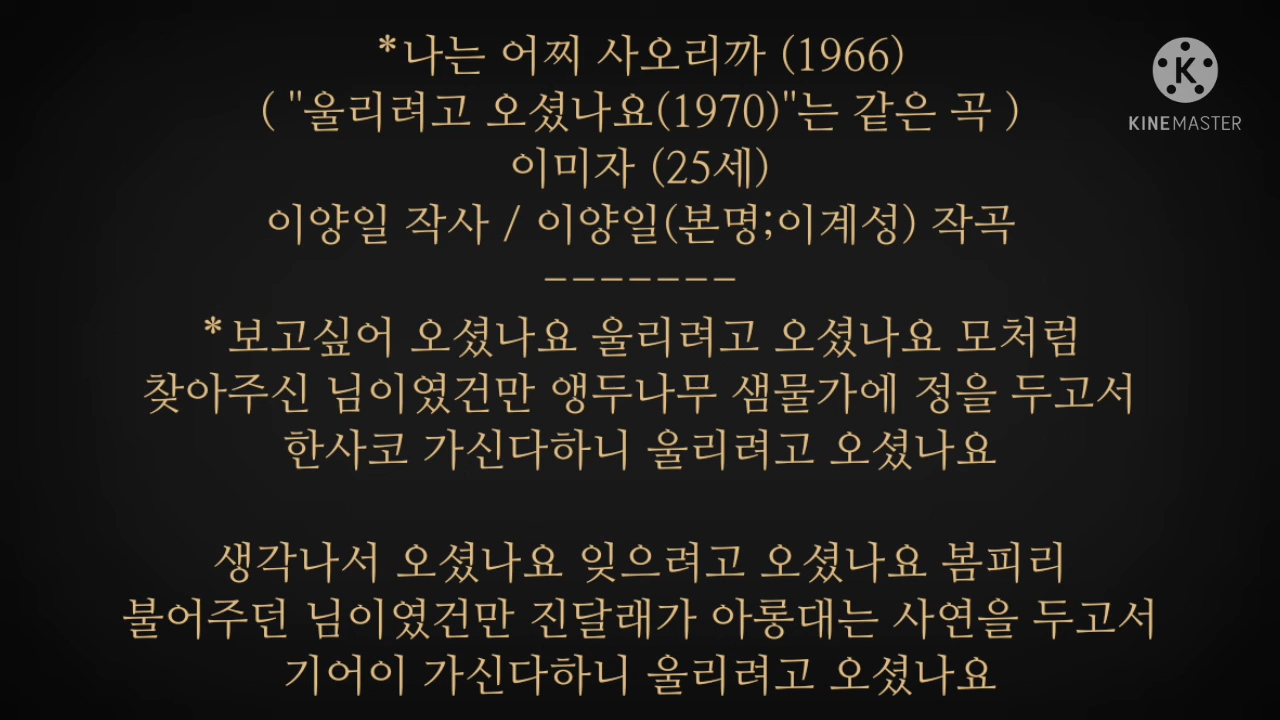 *나는 어찌 사오리까 (1966)
( "울리려고 오셨나요(1970)"는 같은 곡 )
이미자 (25세)
이양일 작사 / 이양일(본명;이계성) 작곡
-------
*보고싶어 오셨나요 울리려고 오셨나요 모처럼
찾아주신 님이였건만 앵두나무 샘물가에 정을 두고서
한사코 가신다하니 울리려고 오셨나요
생각나서 오셨나요 잊으려고 오셨나요 봄피리
불어주던 님이였건만 진달래가 아롱대는 사연을 두고서
기어이 가신다하니 울리려고 오셨나요
K
KINEMASTER